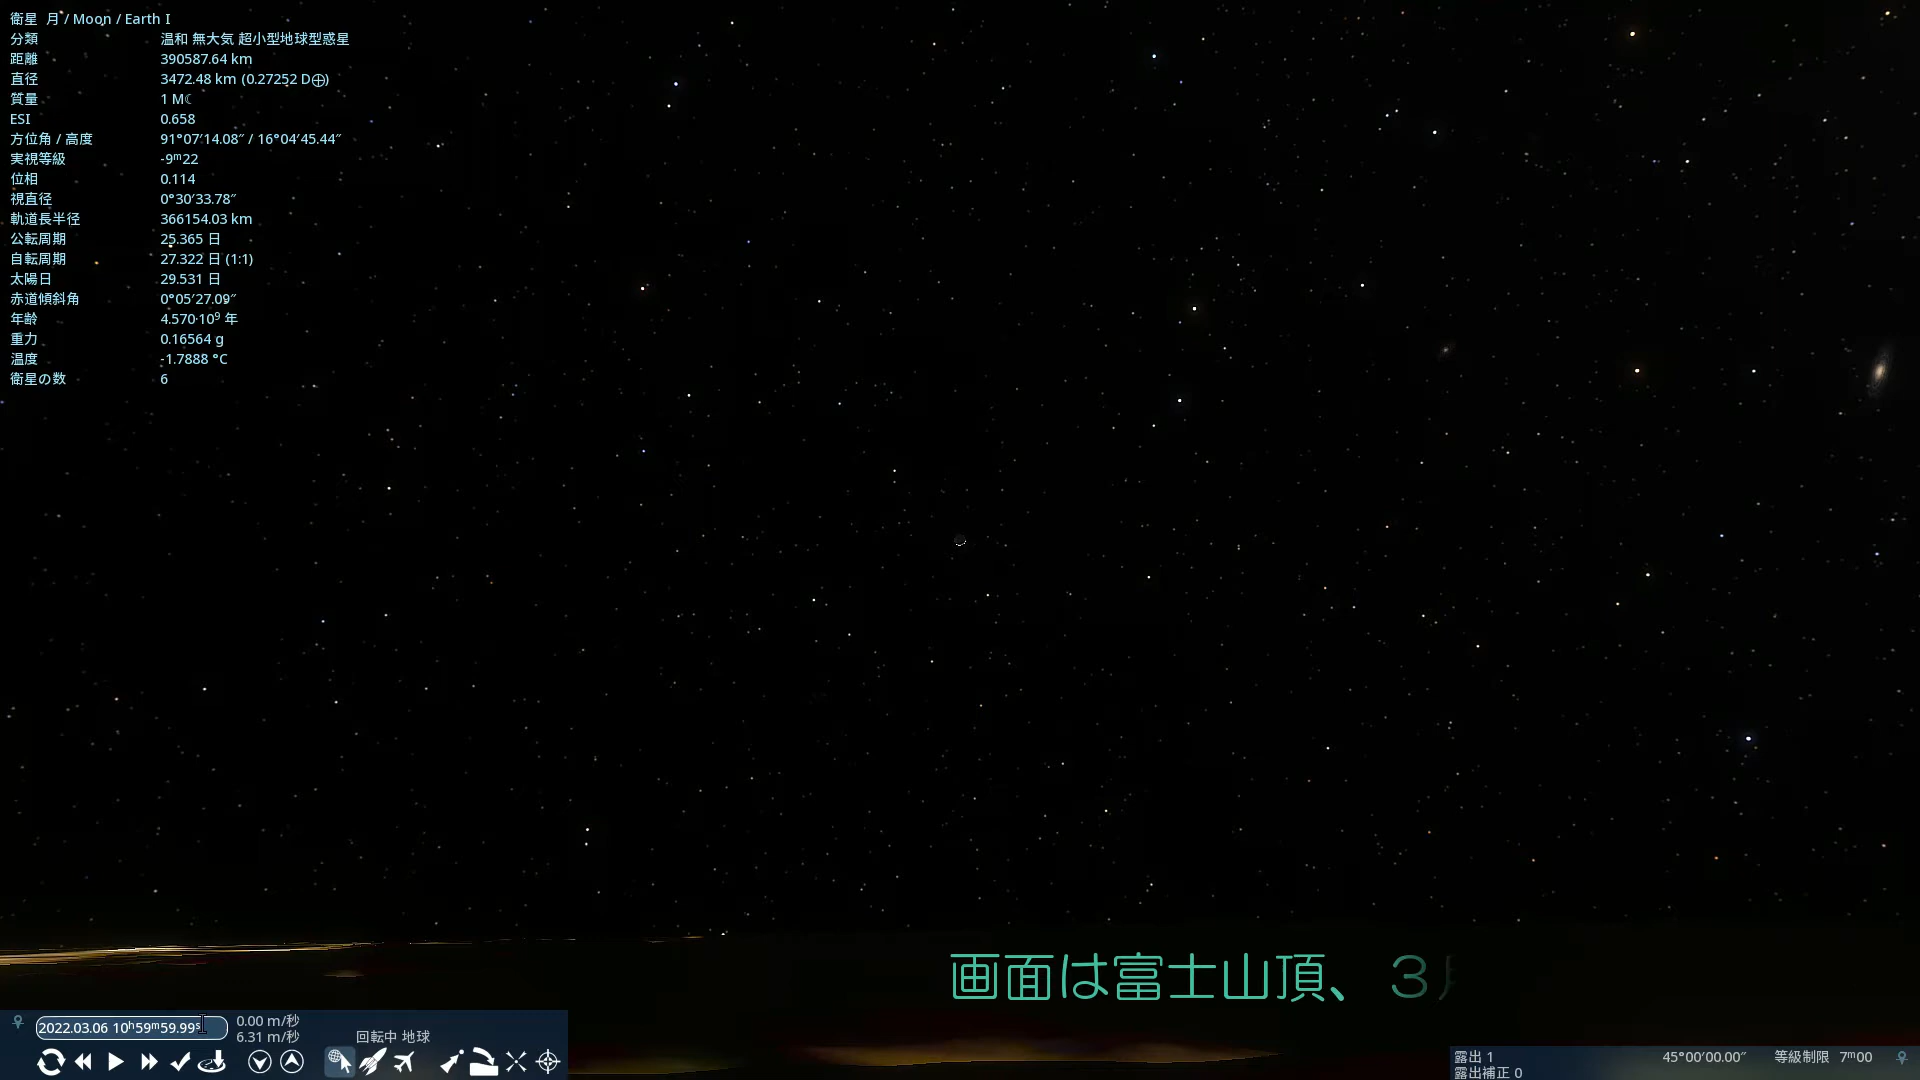 衛星 月 / Moon / Earth I
分類 温和 無大気 超小型地球型惑星
距離 390587.64 km
直径 3472.48 km (0.27252 D⊕)
質量 1 M☾
ESI 0.658
方位角 / 高度 91°07′14.08″ / 16°04′45.44″
実視等級 -9ᵐ22
位相 0.114
視直径 0°30′33.78″
軌道長半径 366154.03 km
公転周期 25.365 日
自転周期 27.322 日 (1:1)
太陽日 29.531 日
赤道傾斜角 0°05′27.09″
年齢 4.570·10⁹ 年
重力 0.16564 g
温度 -1.7888 °C
衛星の数 6
画面は富士山頂、3
2022.03.06 10ʰ59ᵐ59.99ˢ
0.00 m/秒
6.31 m/秒
回転中 地球
露出 1
45°00′00.00″
等級制限 7ᵐ00
露出補正 0